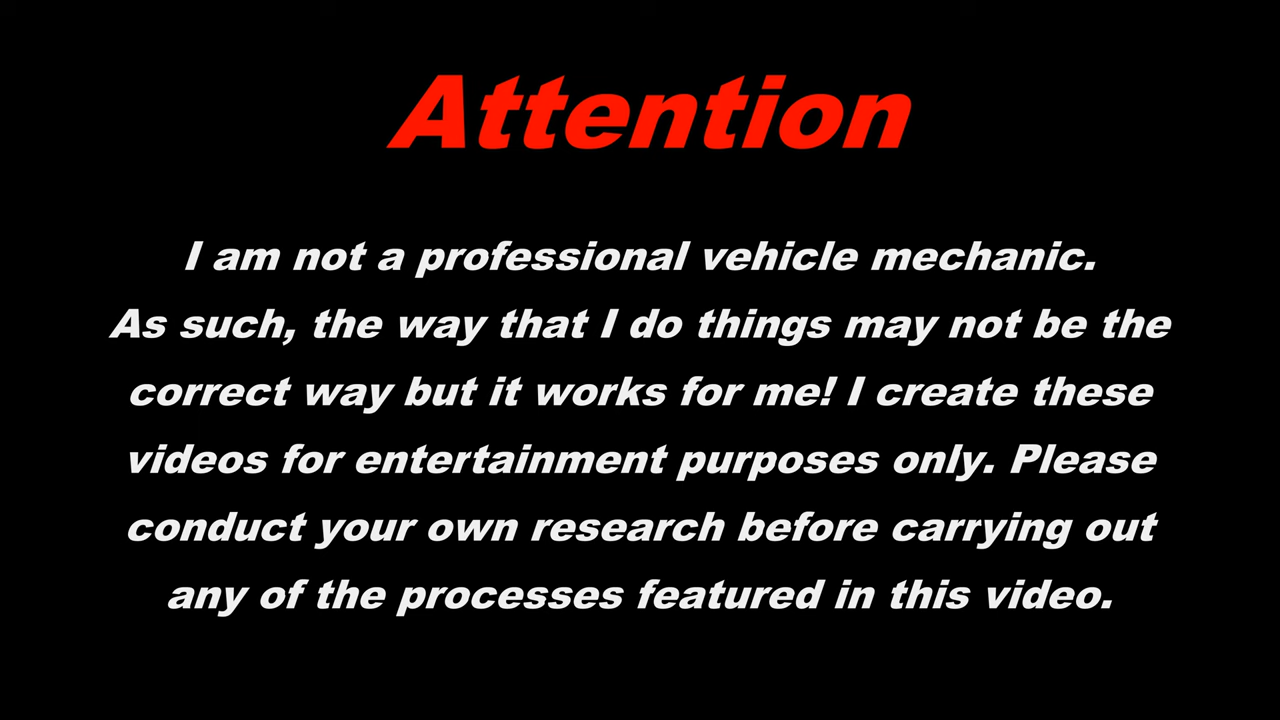 Attention
I am not a professional vehicle mechanic.
As such, the way that I do things may not be the
correct way but it works for me! I create these
videos for entertainment purposes only. Please
conduct your own research before carrying out
any of the processes featured in this video.